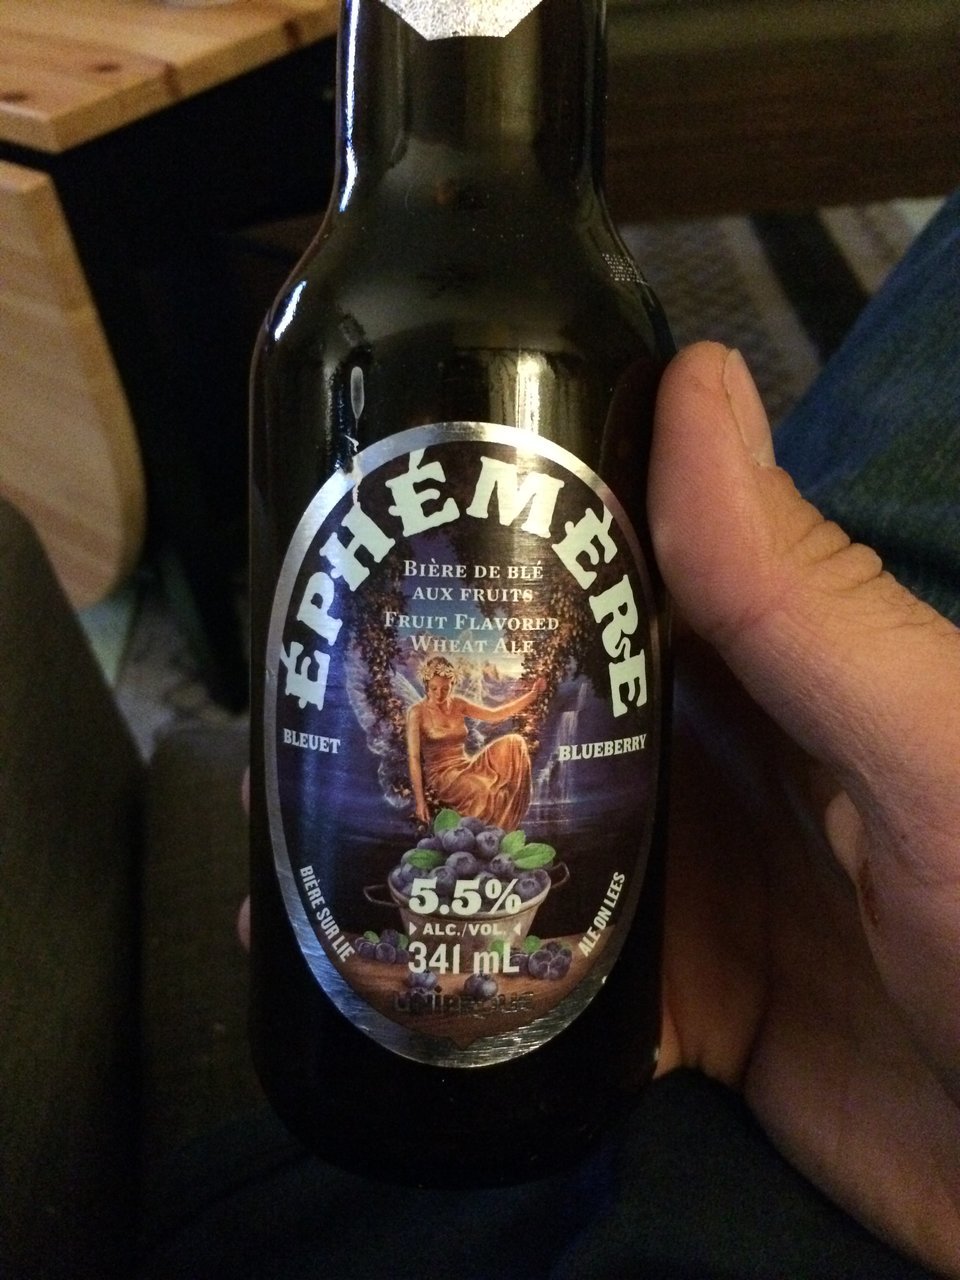 ÉPHÉMÈRE
BIÈRE DE BLÉ
AUX FRUITS
FRUIT FLAVORED
WHEAT ALE
BLEUET
BLUEBERRY
BIÈRE SUR LIE
ALE ON LEES
5.5%
ALC./VOL.
341 mL
UNIBROUE